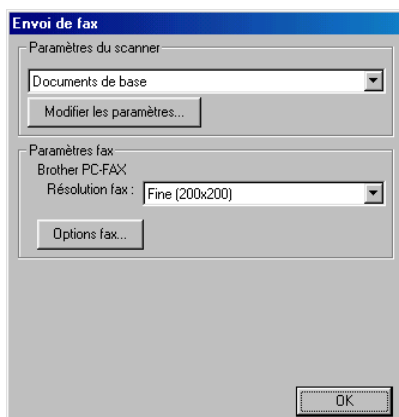 Envoi de fax
Paramètres du scanner
Documents de base
Modifier les paramètres...
Paramètres fax
Brother PC-FAX
Résolution fax : Fine (200x200)
Options fax...
OK